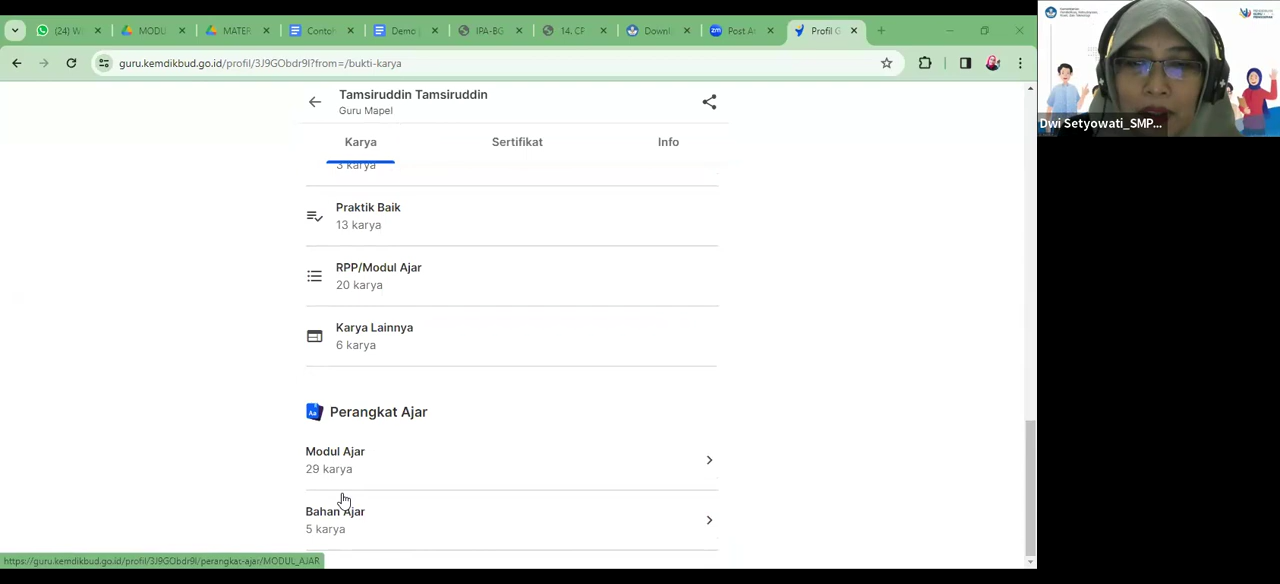 (24) W
MODU
MATER
Conto
Demo
IPA-BG
14. CP
Downl
Post A
Profil G
guru.kemdikbud.go.id/profil/3J9GObdr9l?from=/bukti-karya
Tamsiruddin Tamsiruddin
Guru Mapel
Karya
Sertifikat
Info
3 karya
Praktik Baik
13 karya
RPP/Modul Ajar
20 karya
Karya Lainnya
6 karya
Perangkat Ajar
Modul Ajar
29 karya
Bahan Ajar
5 karya
https://guru.kemdikbud.go.id/profil/3J9GObdr9l/perangkat-ajar/MODUL_AJAR
Dwi Setyowati_SMP...